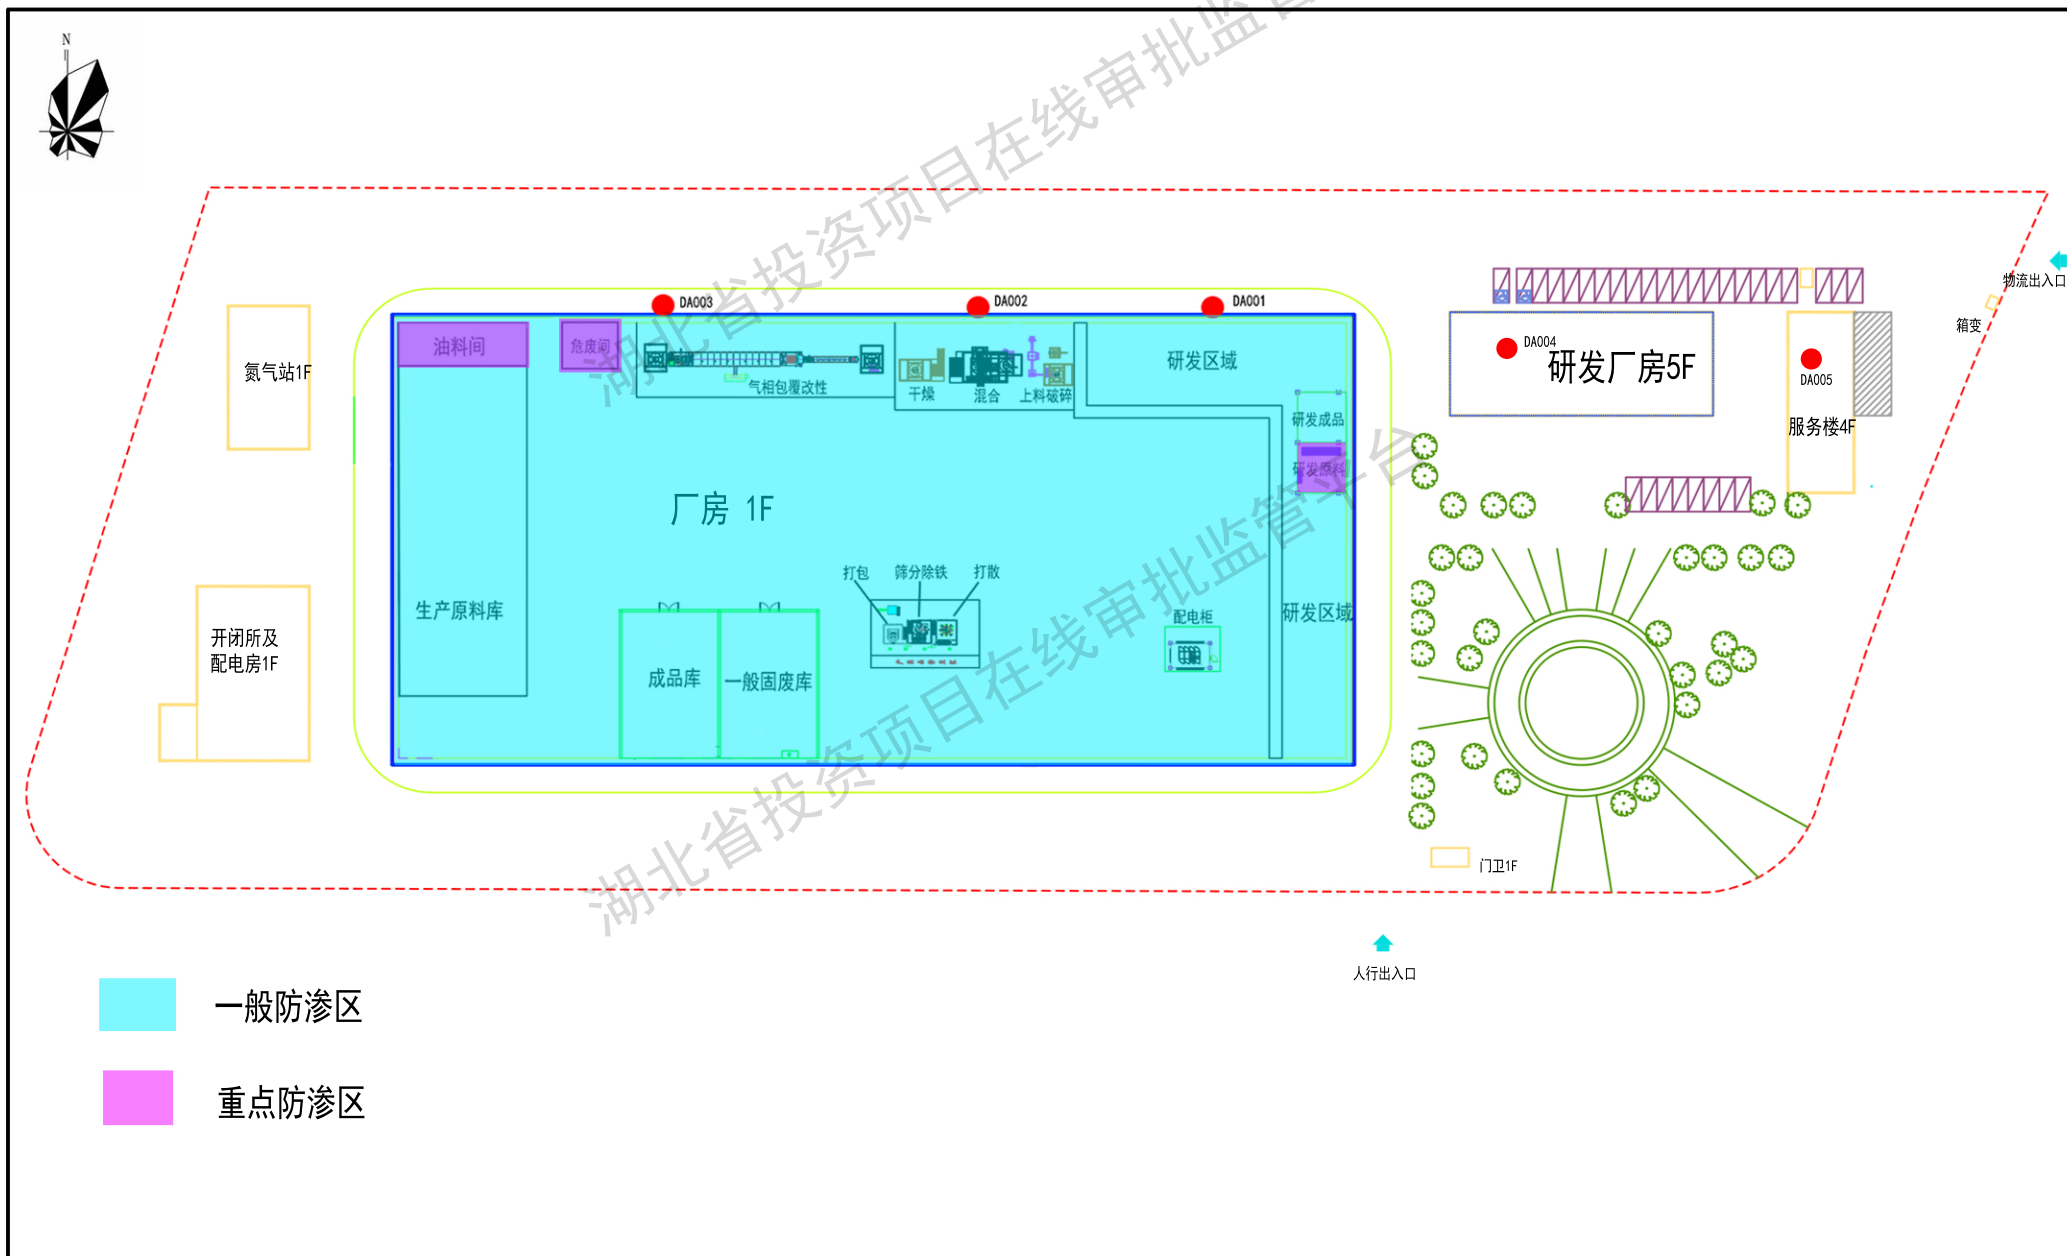 N
湖北省投资项目在线审批监管平台
物流出入口
箱变
DA003
DA002
DA001
DA004
研发厂房5F
DA005
服务楼4F
氮气站1F
油料间
危废间
气相包覆改性
干燥
混合
上料破碎
研发区域
研发成品
研发原料
厂房 1F
打包
筛分除铁
打散
生产原料库
配电柜
研发区域
成品库
一般固废库
开闭所及
配电房1F
湖北省投资项目在线审批监管平台
门卫1F
人行出入口
一般防渗区
重点防渗区